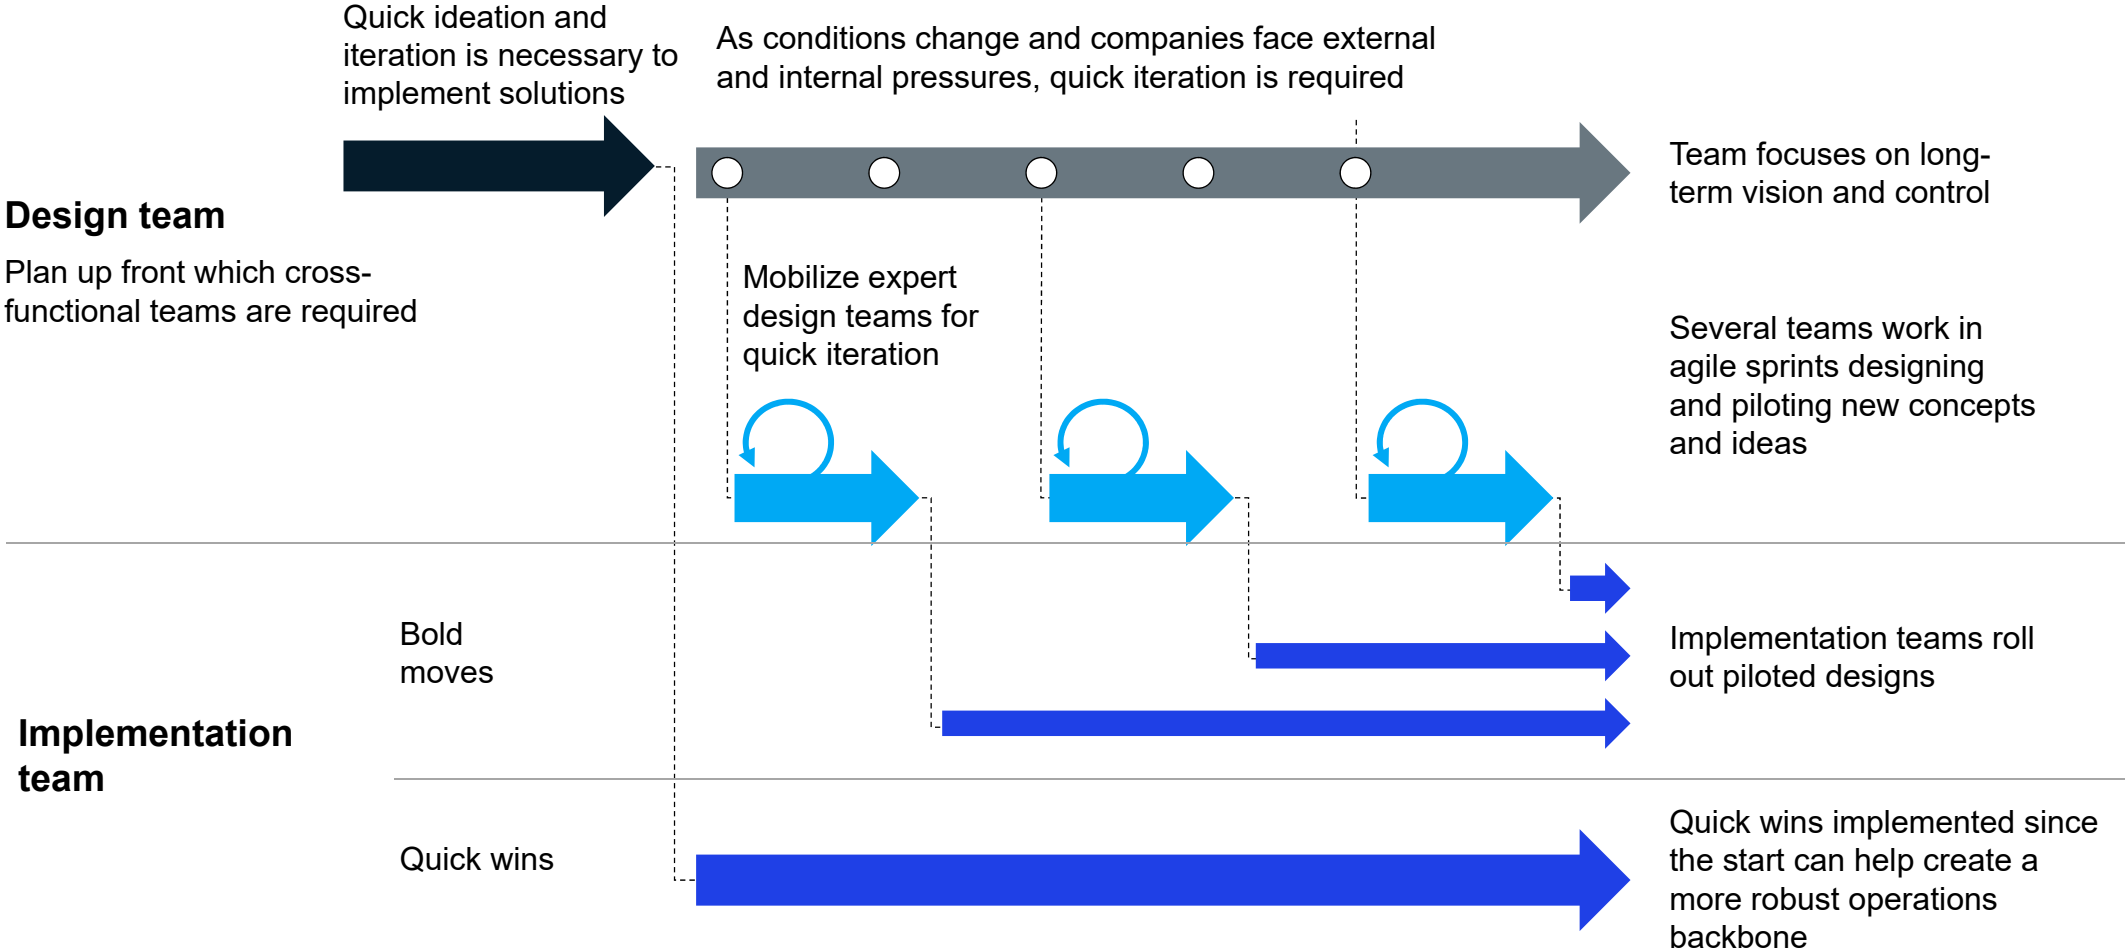 Quick ideation and
iteration is necessary to
implement solutions
As conditions change and companies face external
and internal pressures, quick iteration is required
Team focuses on long-
term vision and control
Design team
Plan up front which cross-
functional teams are required
Mobilize expert
design teams for
quick iteration
Several teams work in
agile sprints designing
and piloting new concepts
and ideas
Bold
moves
Implementation teams roll
out piloted designs
Implementation
team
Quick wins
Quick wins implemented since
the start can help create a
more robust operations
backbone